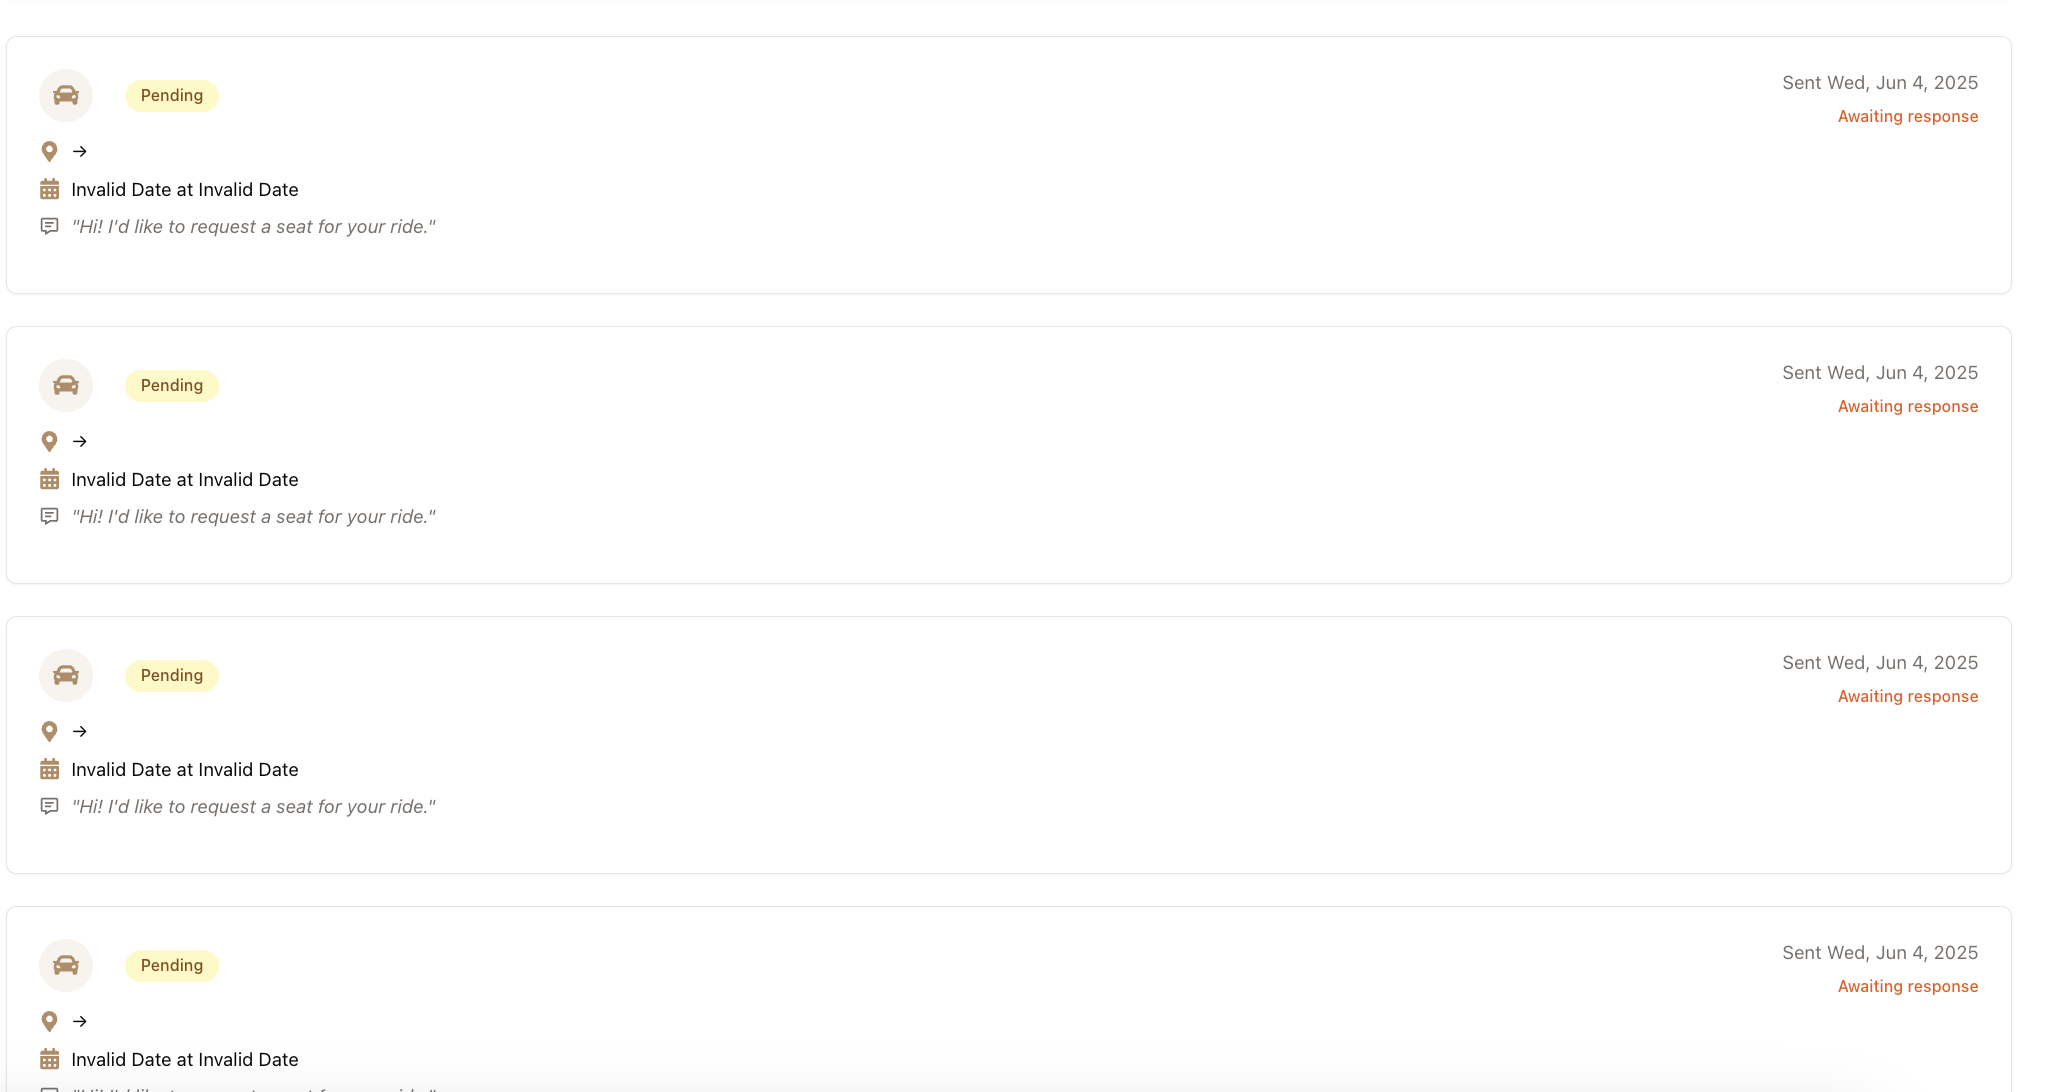 Pending
Sent Wed, Jun 4, 2025
Awaiting response
→
Invalid Date at Invalid Date
"Hi! I'd like to request a seat for your ride."
Pending
Sent Wed, Jun 4, 2025
Awaiting response
→
Invalid Date at Invalid Date
"Hi! I'd like to request a seat for your ride."
Pending
Sent Wed, Jun 4, 2025
Awaiting response
→
Invalid Date at Invalid Date
"Hi! I'd like to request a seat for your ride."
Pending
Sent Wed, Jun 4, 2025
Awaiting response
→
Invalid Date at Invalid Date